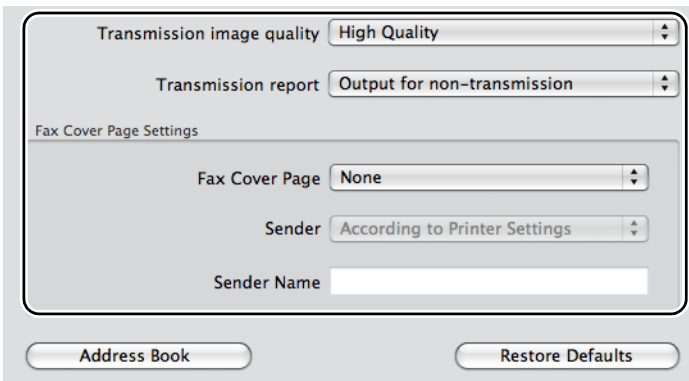 Transmission image quality High Quality
Transmission report Output for non-transmission
Fax Cover Page Settings
Fax Cover Page None
Sender According to Printer Settings
Sender Name
Address Book Restore Defaults